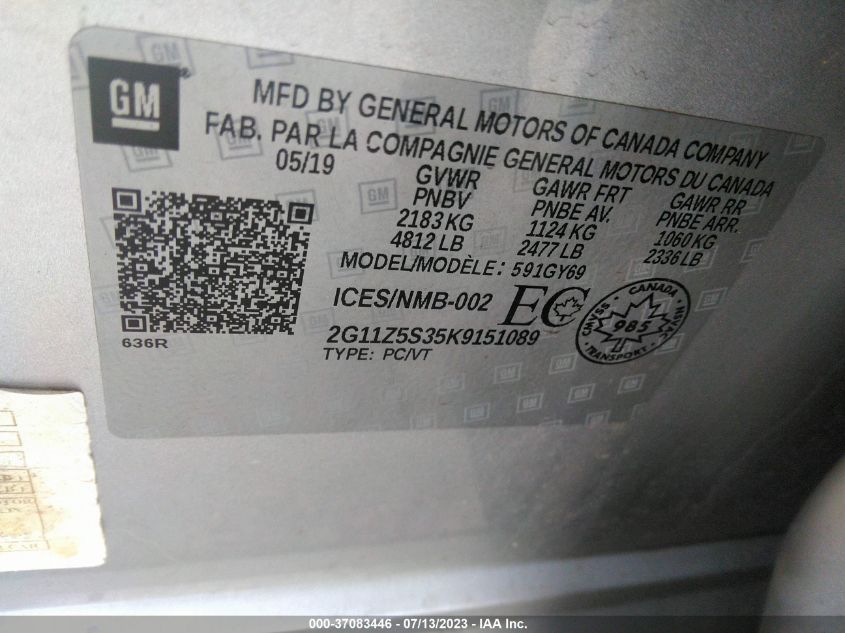 GM
MFD BY GENERAL MOTORS OF CANADA COMPANY
FAB. PAR LA COMPAGNIE GENERAL MOTORS DU CANADA
05/19
GVWR GAWR FRT GAWR RR
PNBV PNBE AV. PNBE ARR.
2183 KG 1124 KG 1060 KG
4812 LB 2477 LB 2336 LB
MODEL/MODÈLE: 591GY69
ICES/NMB-002 EC
CANADA
985
TRANSPORT
2G11Z5S35K9151089
TYPE: PC/VT
636R
000-37083446 - 07/13/2023 - IAA Inc.